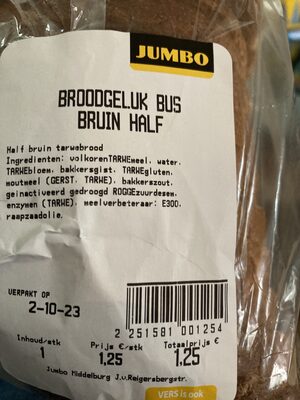 JUMBO
BROODGELUK BUS
BRUIN HALF
Half bruin tarwebrood
Ingredienten: volkorenTARWEmeel, water,
TARWEbloem, bakkersgist, TARWEgluten,
moutmeel (GERST, TARWE), bakkerszout,
geinactiveerd gedroogd ROGGEzuurdesem,
enzymen (TARWE), meelverbeteraar: E300,
raapzaadolie.
VERPAKT OP
2-10-23
2 251581 001254
Inhoud/stk Prijs €/stk Totaalprijs €
1 1,25 1,25
Jumbo Middelburg J.v.Reigersbergstr.
VERS is ook